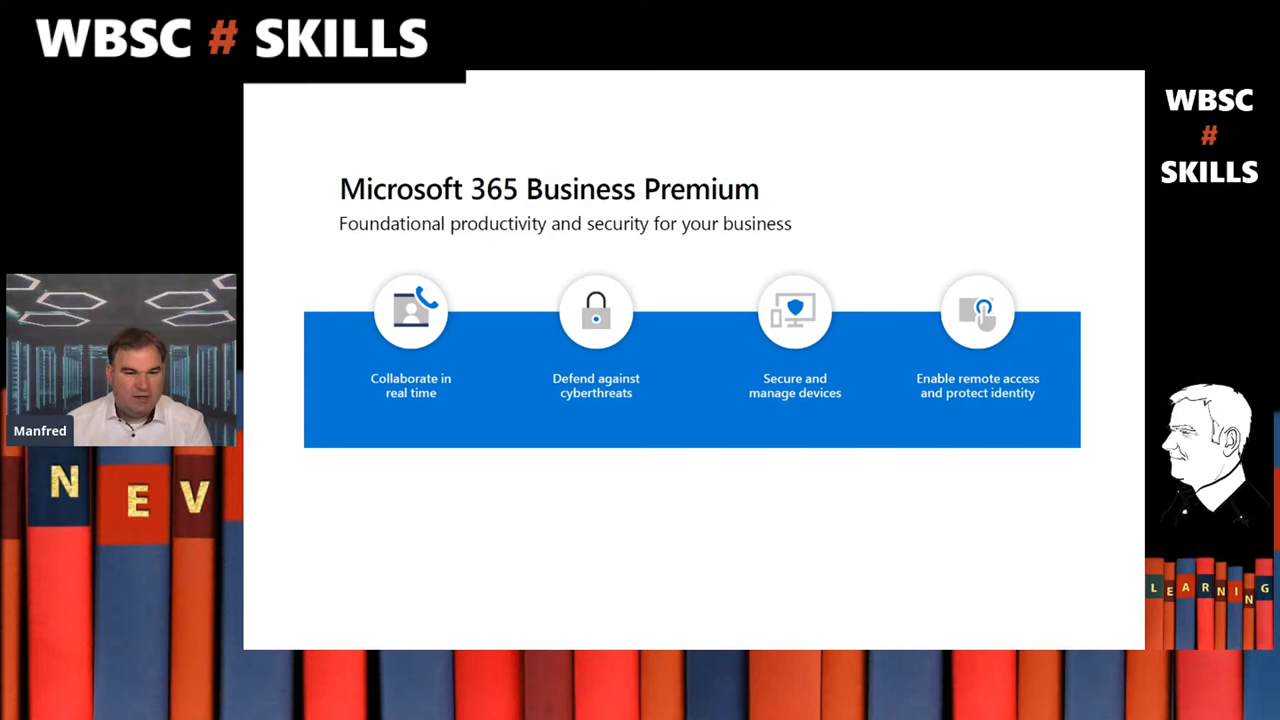 WBSC # SKILLS
WBSC
#
SKILLS
Microsoft 365 Business Premium
Foundational productivity and security for your business
Collaborate in
real time
Defend against
cyberthreats
Secure and
manage devices
Enable remote access
and protect identity
Manfred
N E V
LEARNING